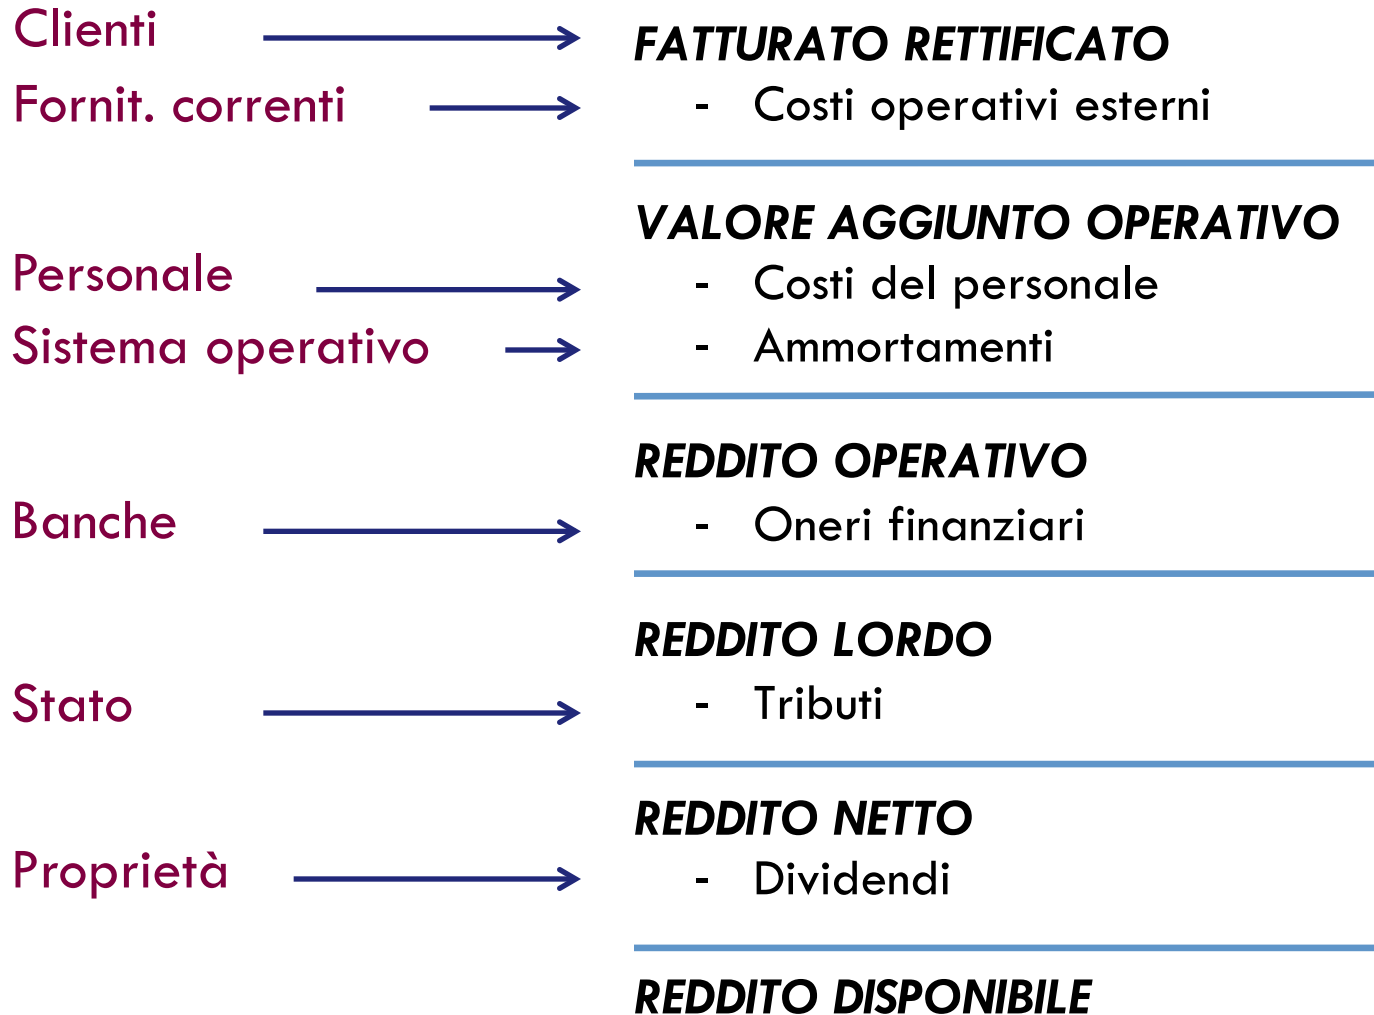 Clienti
FATTURATO RETTIFICATO
Fornit. correnti
- Costi operativi esterni
VALORE AGGIUNTO OPERATIVO
Personale
- Costi del personale
Sistema operativo
- Ammortamenti
REDDITO OPERATIVO
Banche
- Oneri finanziari
REDDITO LORDO
Stato
- Tributi
REDDITO NETTO
Proprietà
- Dividendi
REDDITO DISPONIBILE